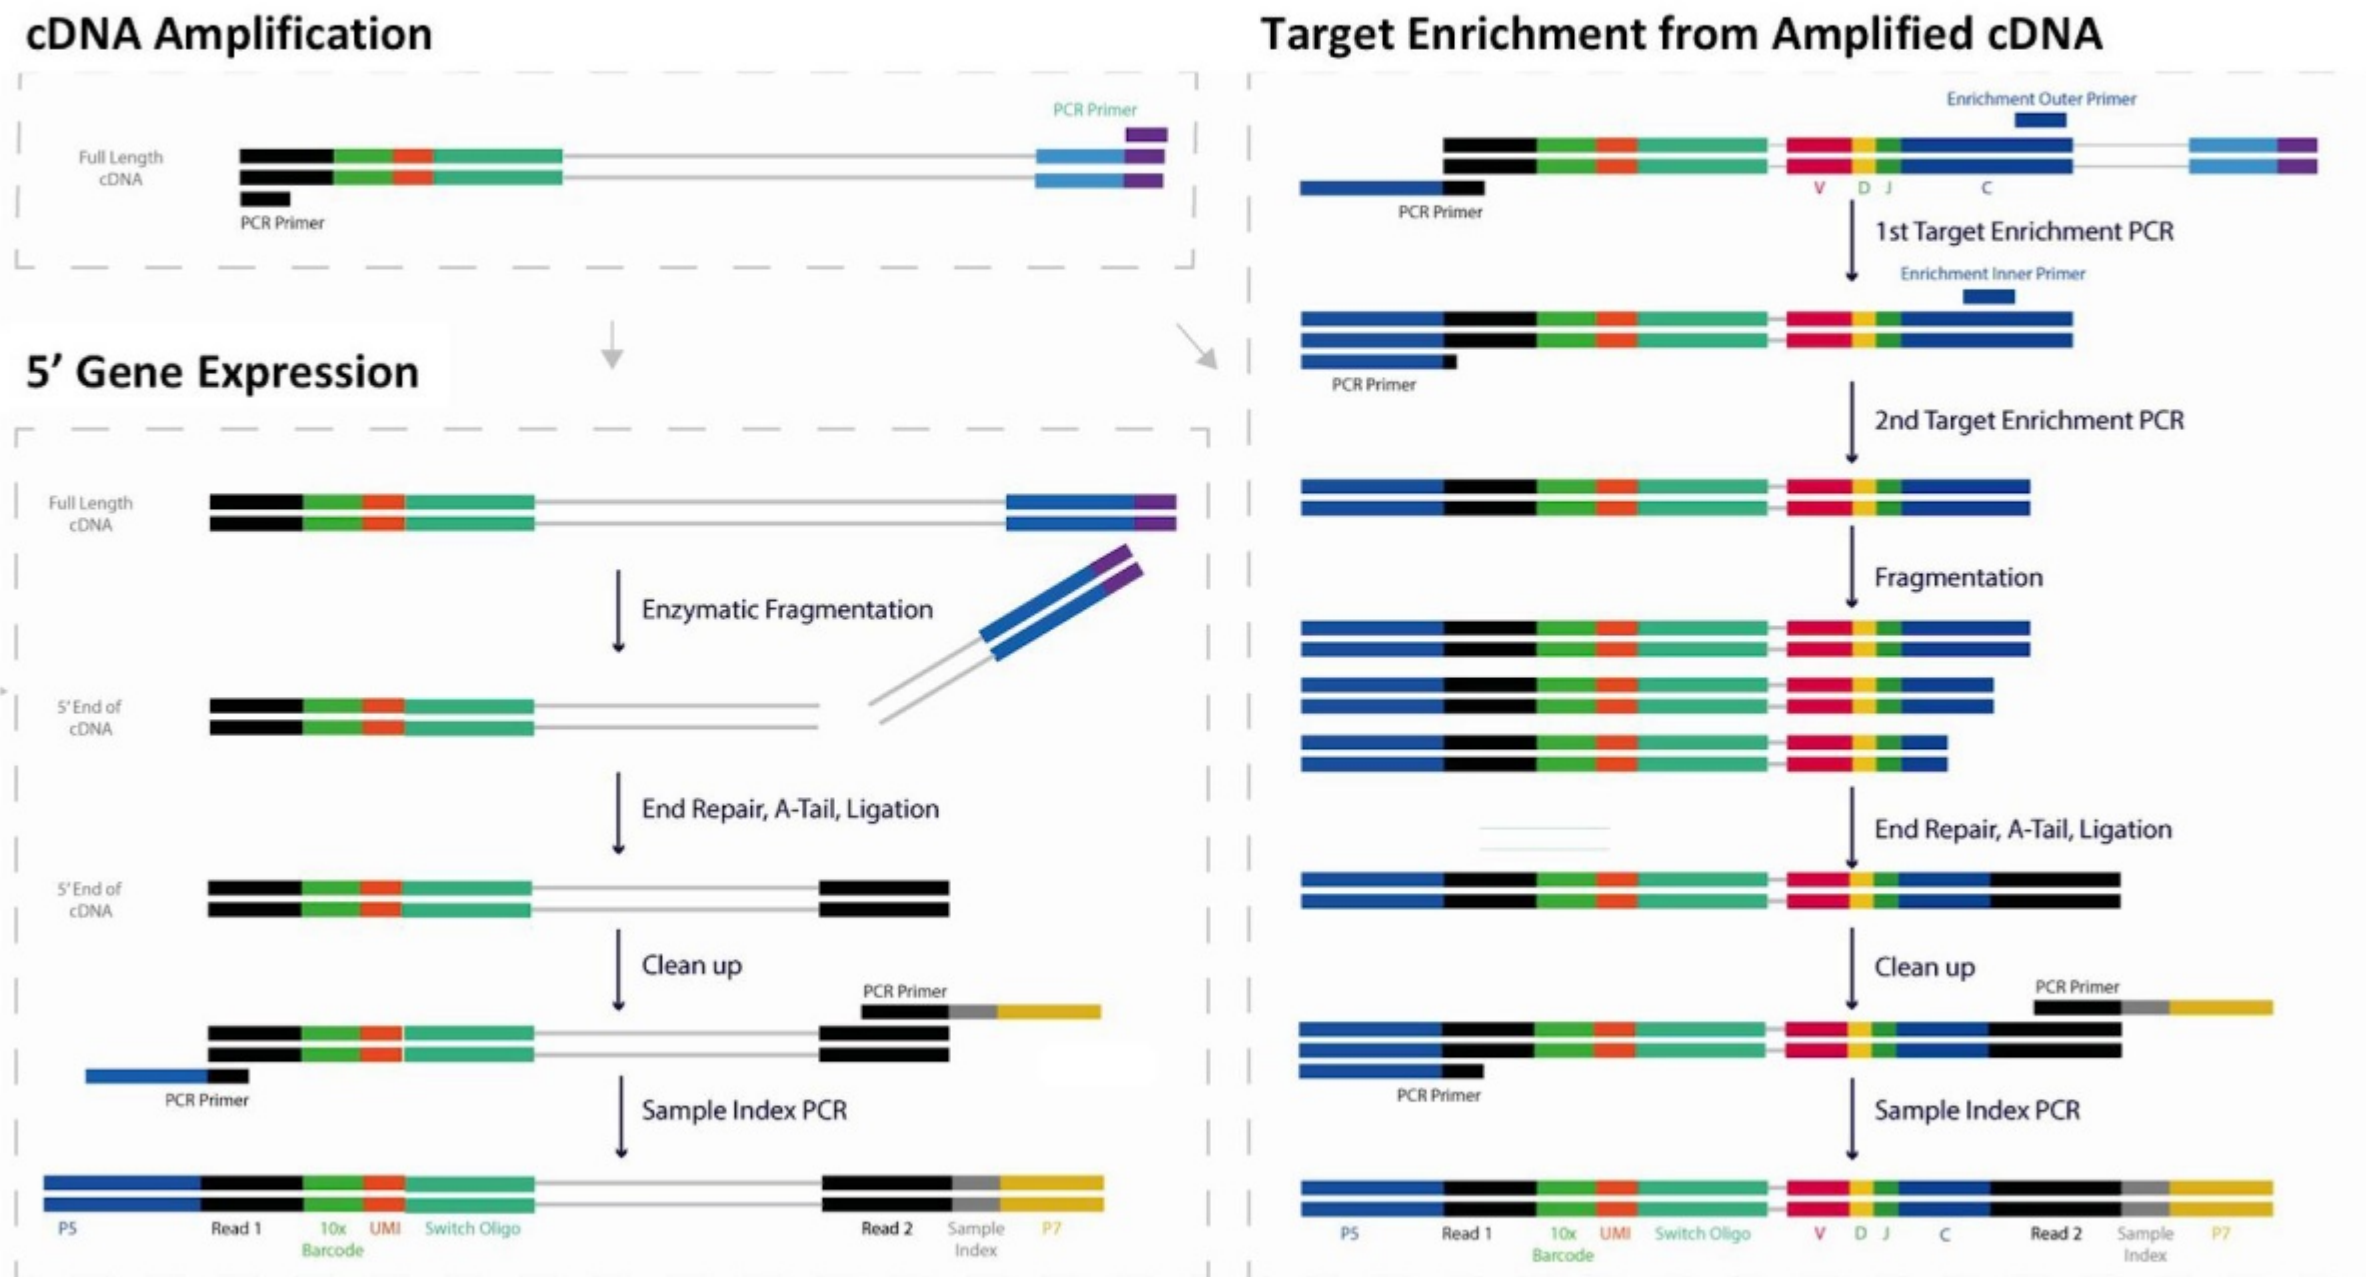 cDNA Amplification
PCR Primer
Full Length
cDNA
PCR Primer
5’ Gene Expression
Full Length
cDNA
Enzymatic Fragmentation
5’ End of
cDNA
End Repair, A-Tail, Ligation
5’ End of
cDNA
Clean up
PCR Primer
PCR Primer
Sample Index PCR
P5 Read 1 10x UMI Switch Oligo Read 2 Sample P7
Barcode Index
Target Enrichment from Amplified cDNA
Enrichment Outer Primer
V D J C
PCR Primer
1st Target Enrichment PCR
Enrichment Inner Primer
PCR Primer
2nd Target Enrichment PCR
Fragmentation
End Repair, A-Tail, Ligation
Clean up
PCR Primer
PCR Primer
Sample Index PCR
P5 Read 1 10x UMI Switch Oligo V D J C Read 2 Sample P7
Barcode Index